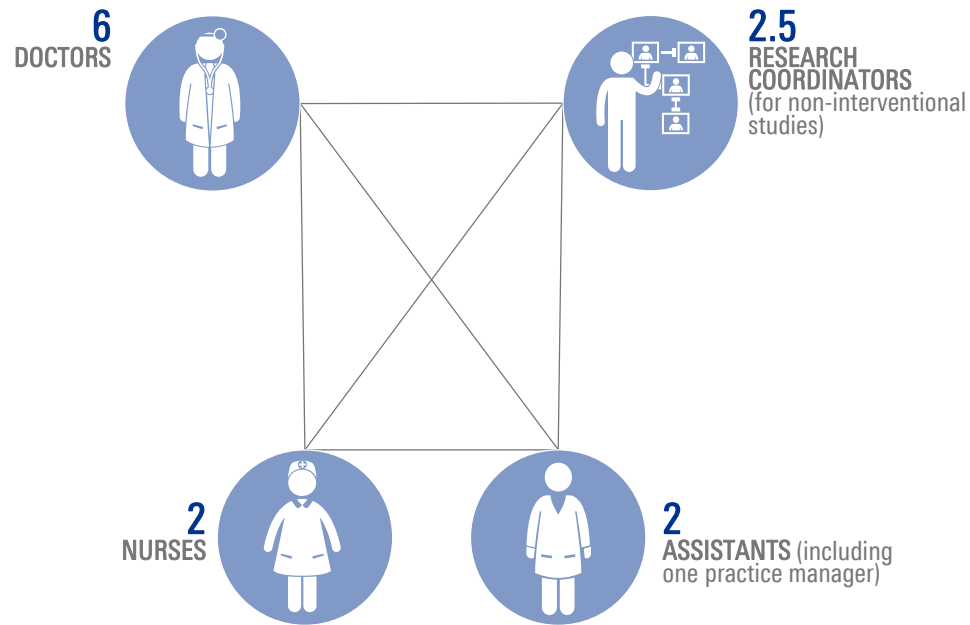 6
DOCTORS
2.5
RESEARCH
COORDINATORS
(for non-interventional
studies)
2
NURSES
2
ASSISTANTS (including
one practice manager)